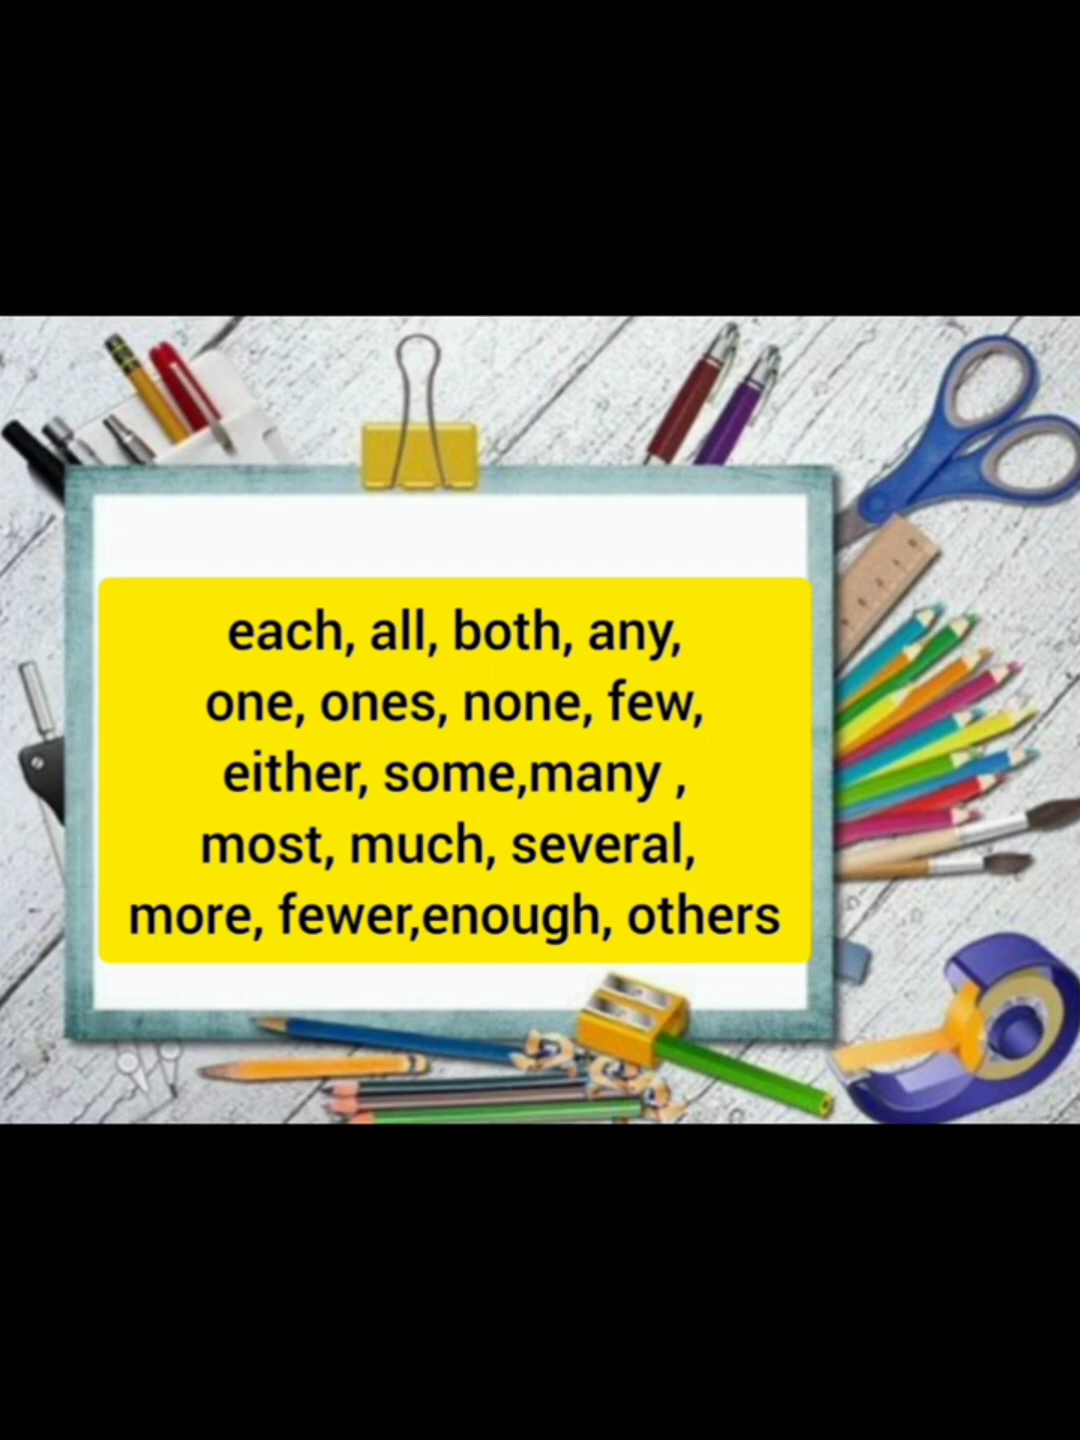 each, all, both, any,
one, ones, none, few,
either, some,many ,
most, much, several,
more, fewer,enough, others